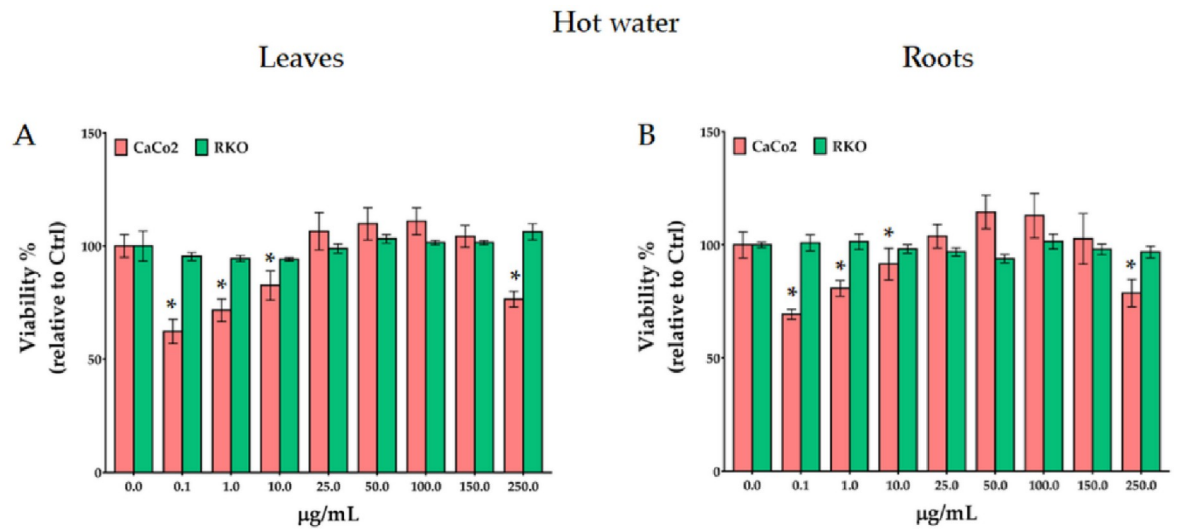 Hot water
Leaves
Roots
A
150
100
50
0
Viability %
(relative to Ctrl)
CaCo2 RKO
* * * *
0.0 0.1 1.0 10.0 25.0 50.0 100.0 150.0 250.0
µg/mL
B
150
100
50
0
Viability %
(relative to Ctrl)
CaCo2 RKO
* * * *
0.0 0.1 1.0 10.0 25.0 50.0 100.0 150.0 250.0
µg/mL